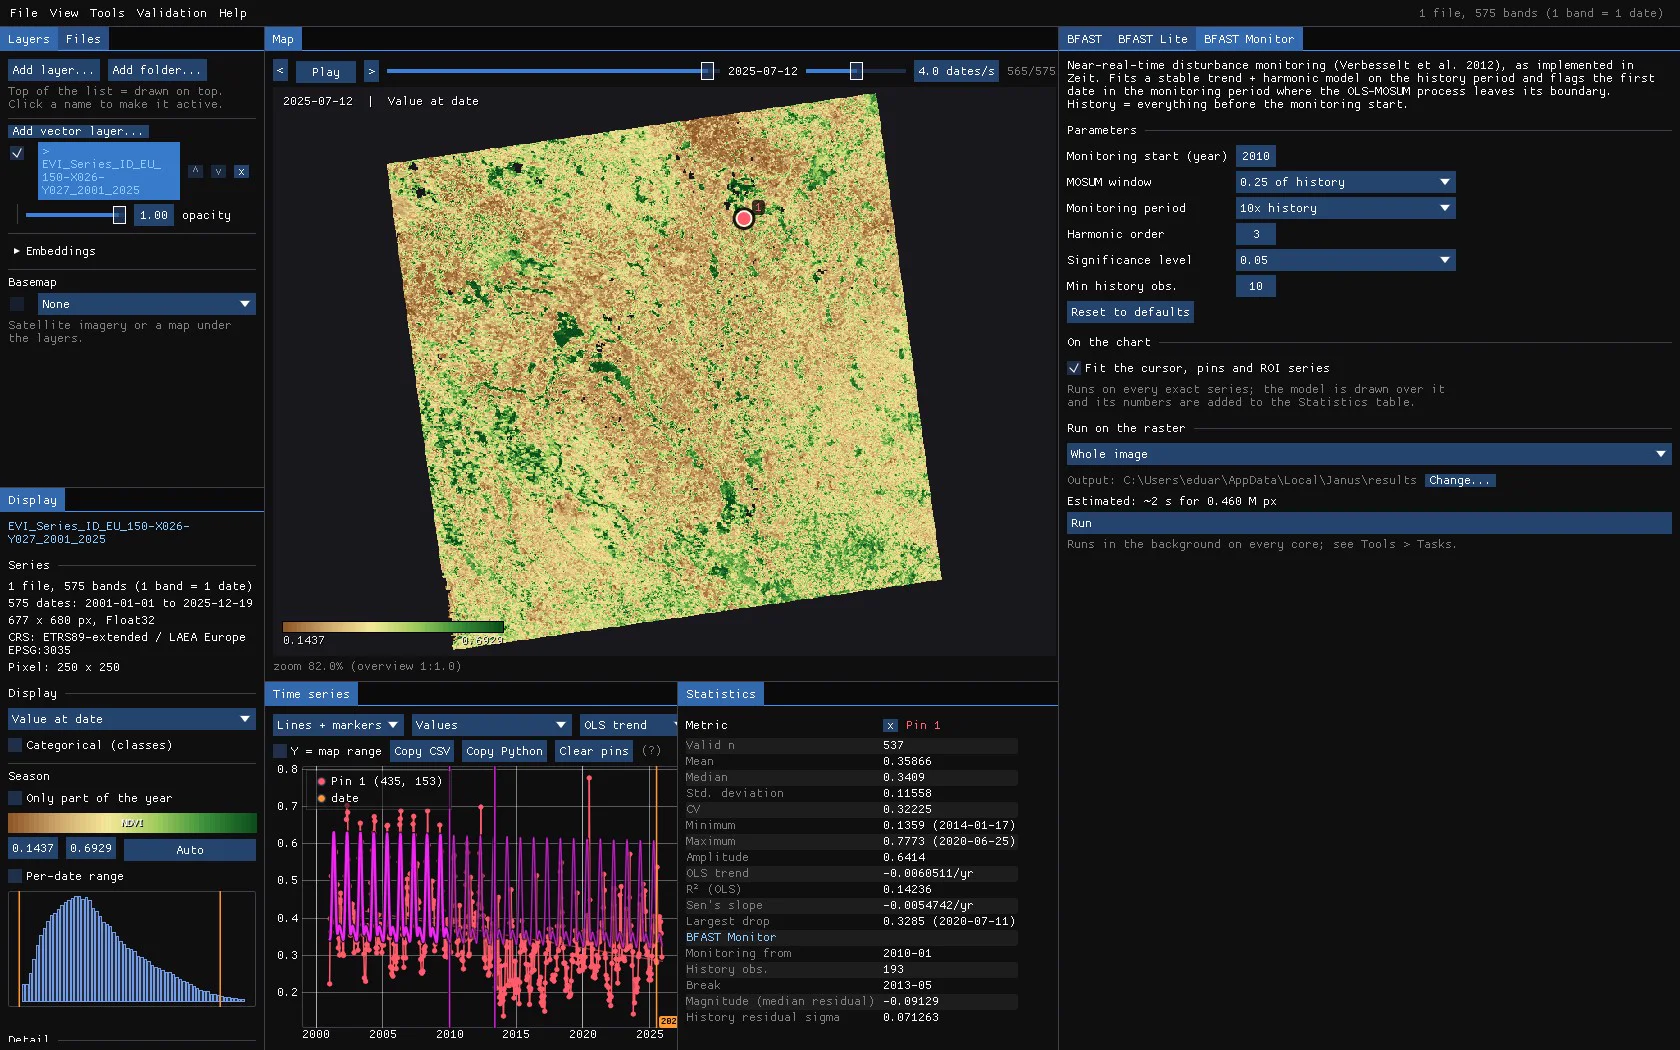 File View Tools Validation Help
1 file, 575 bands (1 band = 1 date)
Layers Files
Add layer... Add folder...
Top of the list = drawn on top.
Click a name to make it active.
Add vector layer...
>
EVI_Series_ID_EU_
150-X026-
Y027_2001_2025
^ v x
1.00 opacity
Embeddings
Basemap
None
Satellite imagery or a map under
the layers.
Display
EVI_Series_ID_EU_150-X026-
Y027_2001_2025
Series
1 file, 575 bands (1 band = 1 date)
575 dates: 2001-01-01 to 2025-12-19
677 x 680 px, Float32
CRS: ETRS89-extended / LAEA Europe
EPSG:3035
Pixel: 250 x 250
Display
Value at date
Categorical (classes)
Season
Only part of the year
NDVI
0.1437 0.6929 Auto
Per-date range
Detail
Map
< Play > 2025-07-12 4.0 dates/s 565/575
2025-07-12 | Value at date
1
0.1437 0.6929
zoom 82.0% (overview 1:1.0)
Time series
Lines + markers Values OLS trend
Y = map range Copy CSV Copy Python Clear pins (?)
Pin 1 (435, 153)
date
0.8
0.7
0.6
0.5
0.4
0.3
0.2
202
2000 2005 2010 2015 2020 2025
Statistics
Metric x Pin 1
Valid n 537
Mean 0.35866
Median 0.3409
Std. deviation 0.11558
CV 0.32225
Minimum 0.1359 (2014-01-17)
Maximum 0.7773 (2020-06-25)
Amplitude 0.6414
OLS trend -0.0060511/yr
R² (OLS) 0.14236
Sen's slope -0.0054742/yr
Largest drop 0.3285 (2020-07-11)
BFAST Monitor
Monitoring from 2010-01
History obs. 193
Break 2013-05
Magnitude (median residual) -0.09129
History residual sigma 0.071263
BFAST BFAST Lite BFAST Monitor
Near-real-time disturbance monitoring (Verbesselt et al. 2012), as implemented in
Zeit. Fits a stable trend + harmonic model on the history period and flags the first
date in the monitoring period where the OLS-MOSUM process leaves its boundary.
History = everything before the monitoring start.
Parameters
Monitoring start (year) 2010
MOSUM window 0.25 of history
Monitoring period 10x history
Harmonic order 3
Significance level 0.05
Min history obs. 10
Reset to defaults
On the chart
Fit the cursor, pins and ROI series
Runs on every exact series; the model is drawn over it
and its numbers are added to the Statistics table.
Run on the raster
Whole image
Output: C:\Users\eduar\AppData\Local\Janus\results Change...
Estimated: ~2 s for 0.460 M px
Run
Runs in the background on every core; see Tools > Tasks.